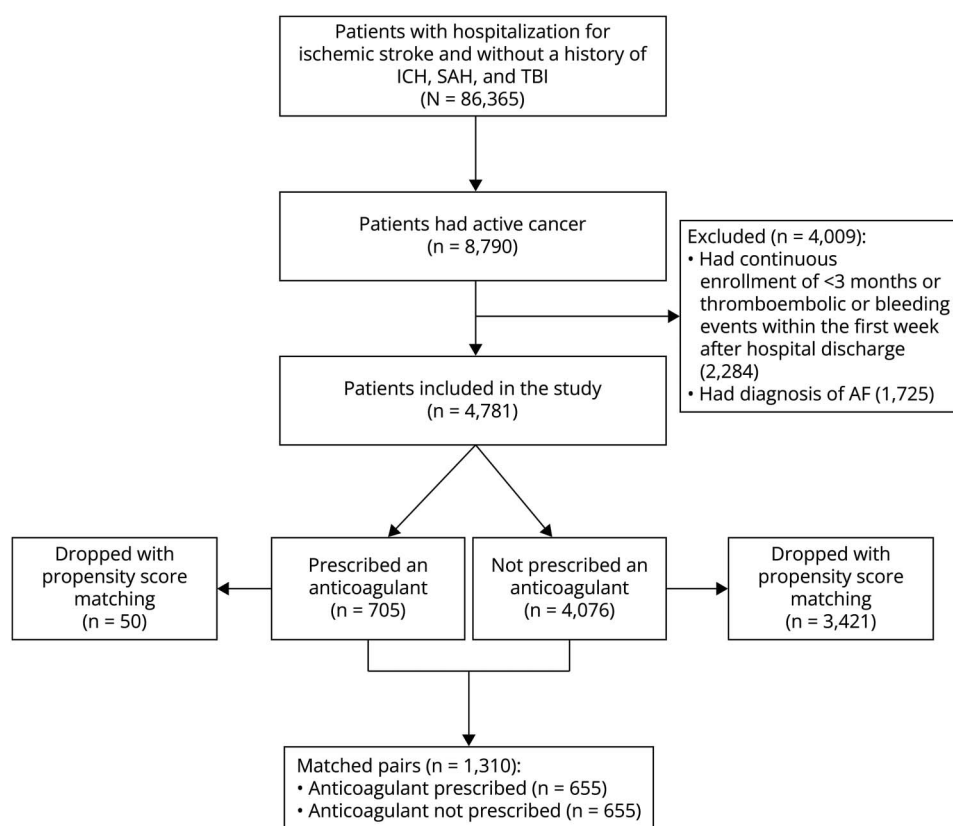 Patients with hospitalization for
ischemic stroke and without a history of
ICH, SAH, and TBI
(N = 86,365)
Patients had active cancer
(n = 8,790)
Excluded (n = 4,009):
• Had continuous
enrollment of <3 months or
thromboembolic or bleeding
events within the first week
after hospital discharge
(2,284)
• Had diagnosis of AF (1,725)
Patients included in the study
(n = 4,781)
Dropped with
propensity score
matching
(n = 50)
Prescribed an
anticoagulant
(n = 705)
Not prescribed an
anticoagulant
(n = 4,076)
Dropped with
propensity score
matching
(n = 3,421)
Matched pairs (n = 1,310):
• Anticoagulant prescribed (n = 655)
• Anticoagulant not prescribed (n = 655)